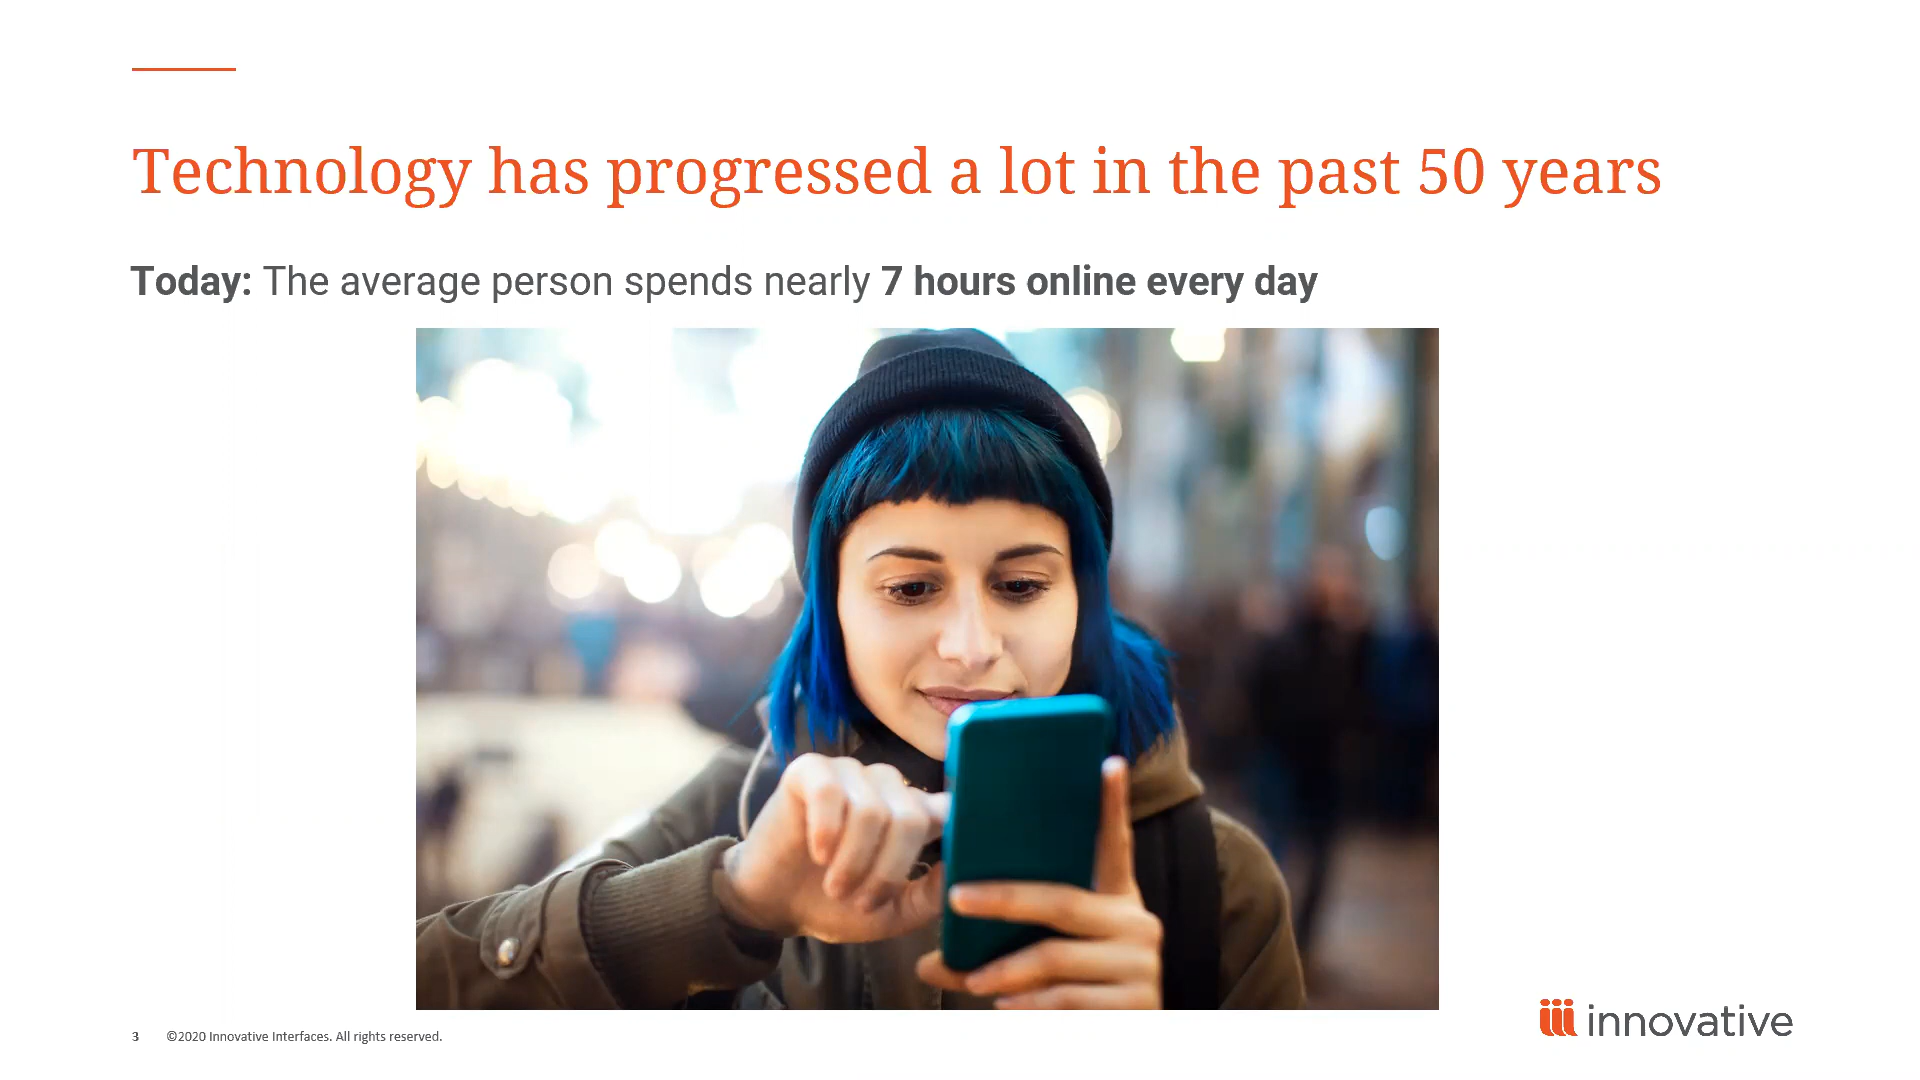 Technology has progressed a lot in the past 50 years
Today: The average person spends nearly 7 hours online every day
3 ©2020 Innovative Interfaces. All rights reserved.
innovative